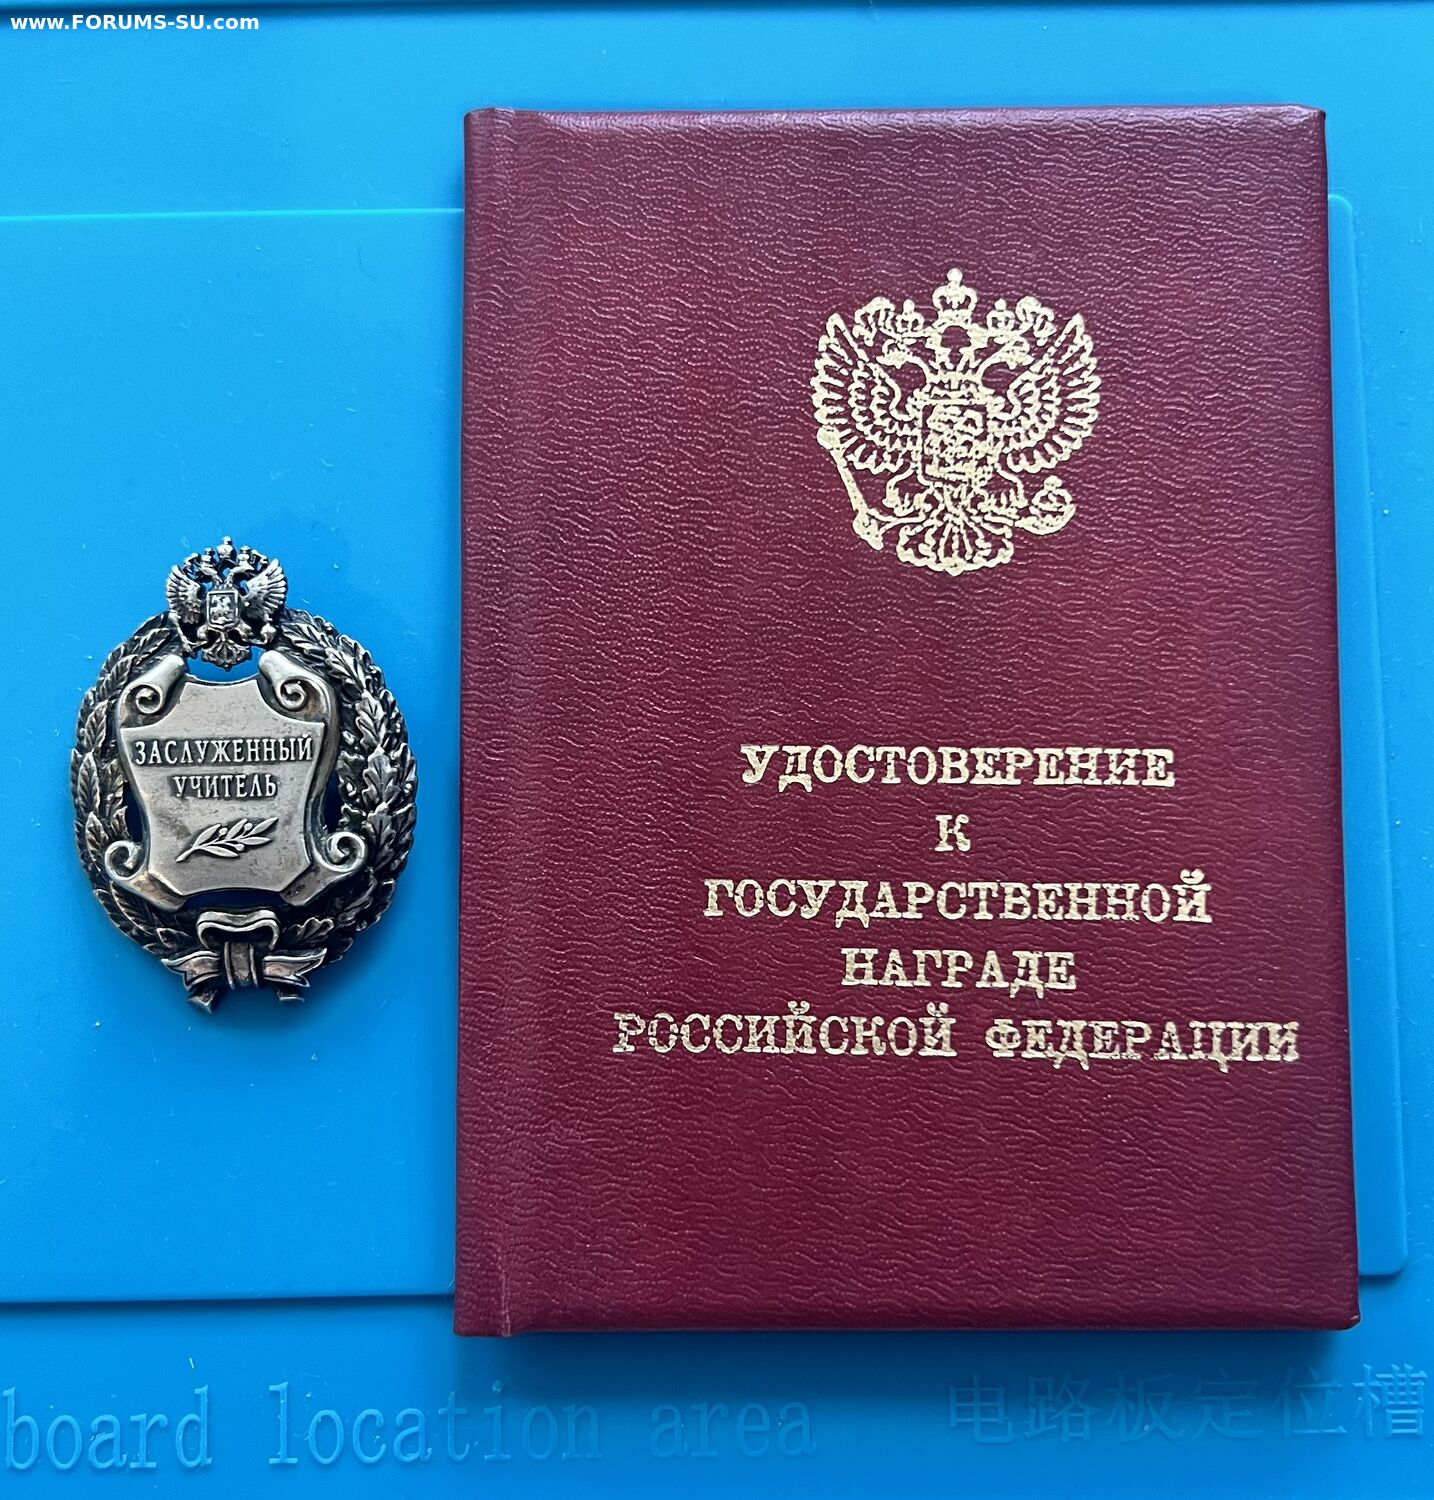 www.FORUMS-SU.com
ЗАСЛУЖЕННЫЙ
УЧИТЕЛЬ
УДОСТОВЕРЕНИЕ
К
ГОСУДАРСТВЕННОЙ
НАГРАДЕ
РОССИЙСКОЙ ФЕДЕРАЦИИ
board location area
电路板定位槽